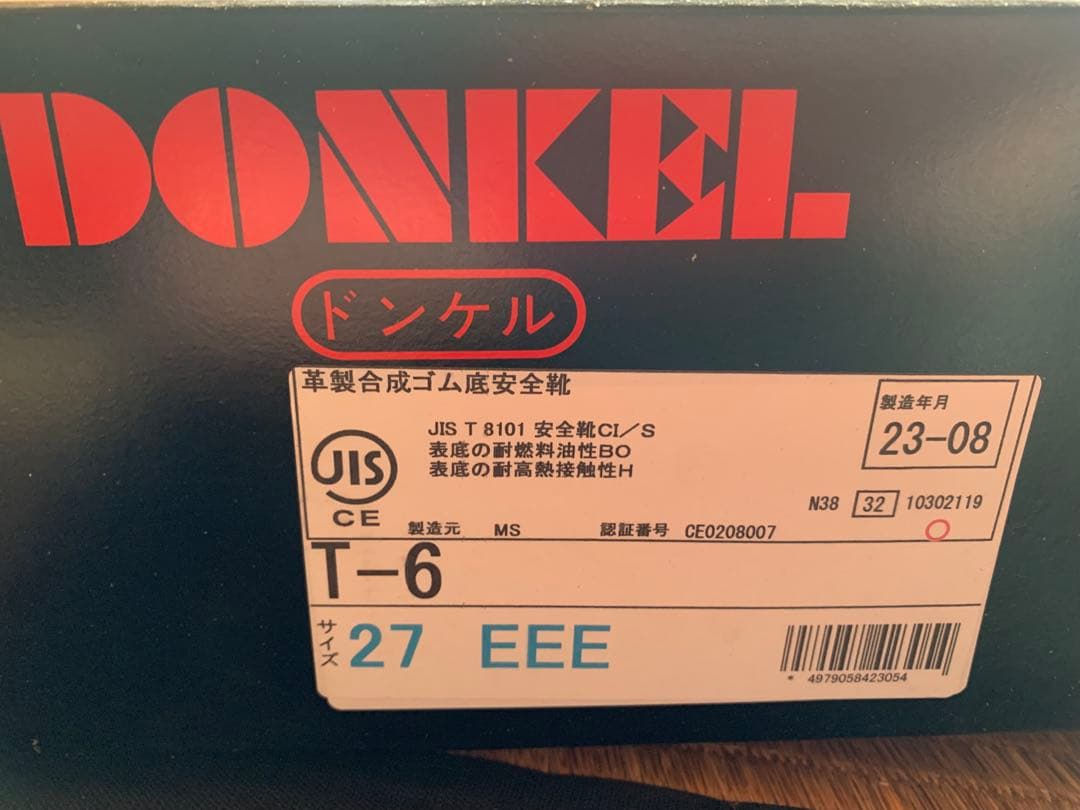 DONKEL
ドンケル
革製合成ゴム底安全靴
JIS T 8101 安全靴CI/S
表底の耐燃料油性BO
表底の耐高熱接触性H
製造年月
23-08
JIS
CE
N38 32 10302119
製造元 MS 認証番号 CE0208007
T-6
サイズ 27 EEE
* 4979058423054